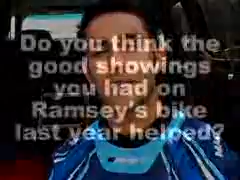 Do you think the
good showings
you had on
Ramsey's bike
last year helped?